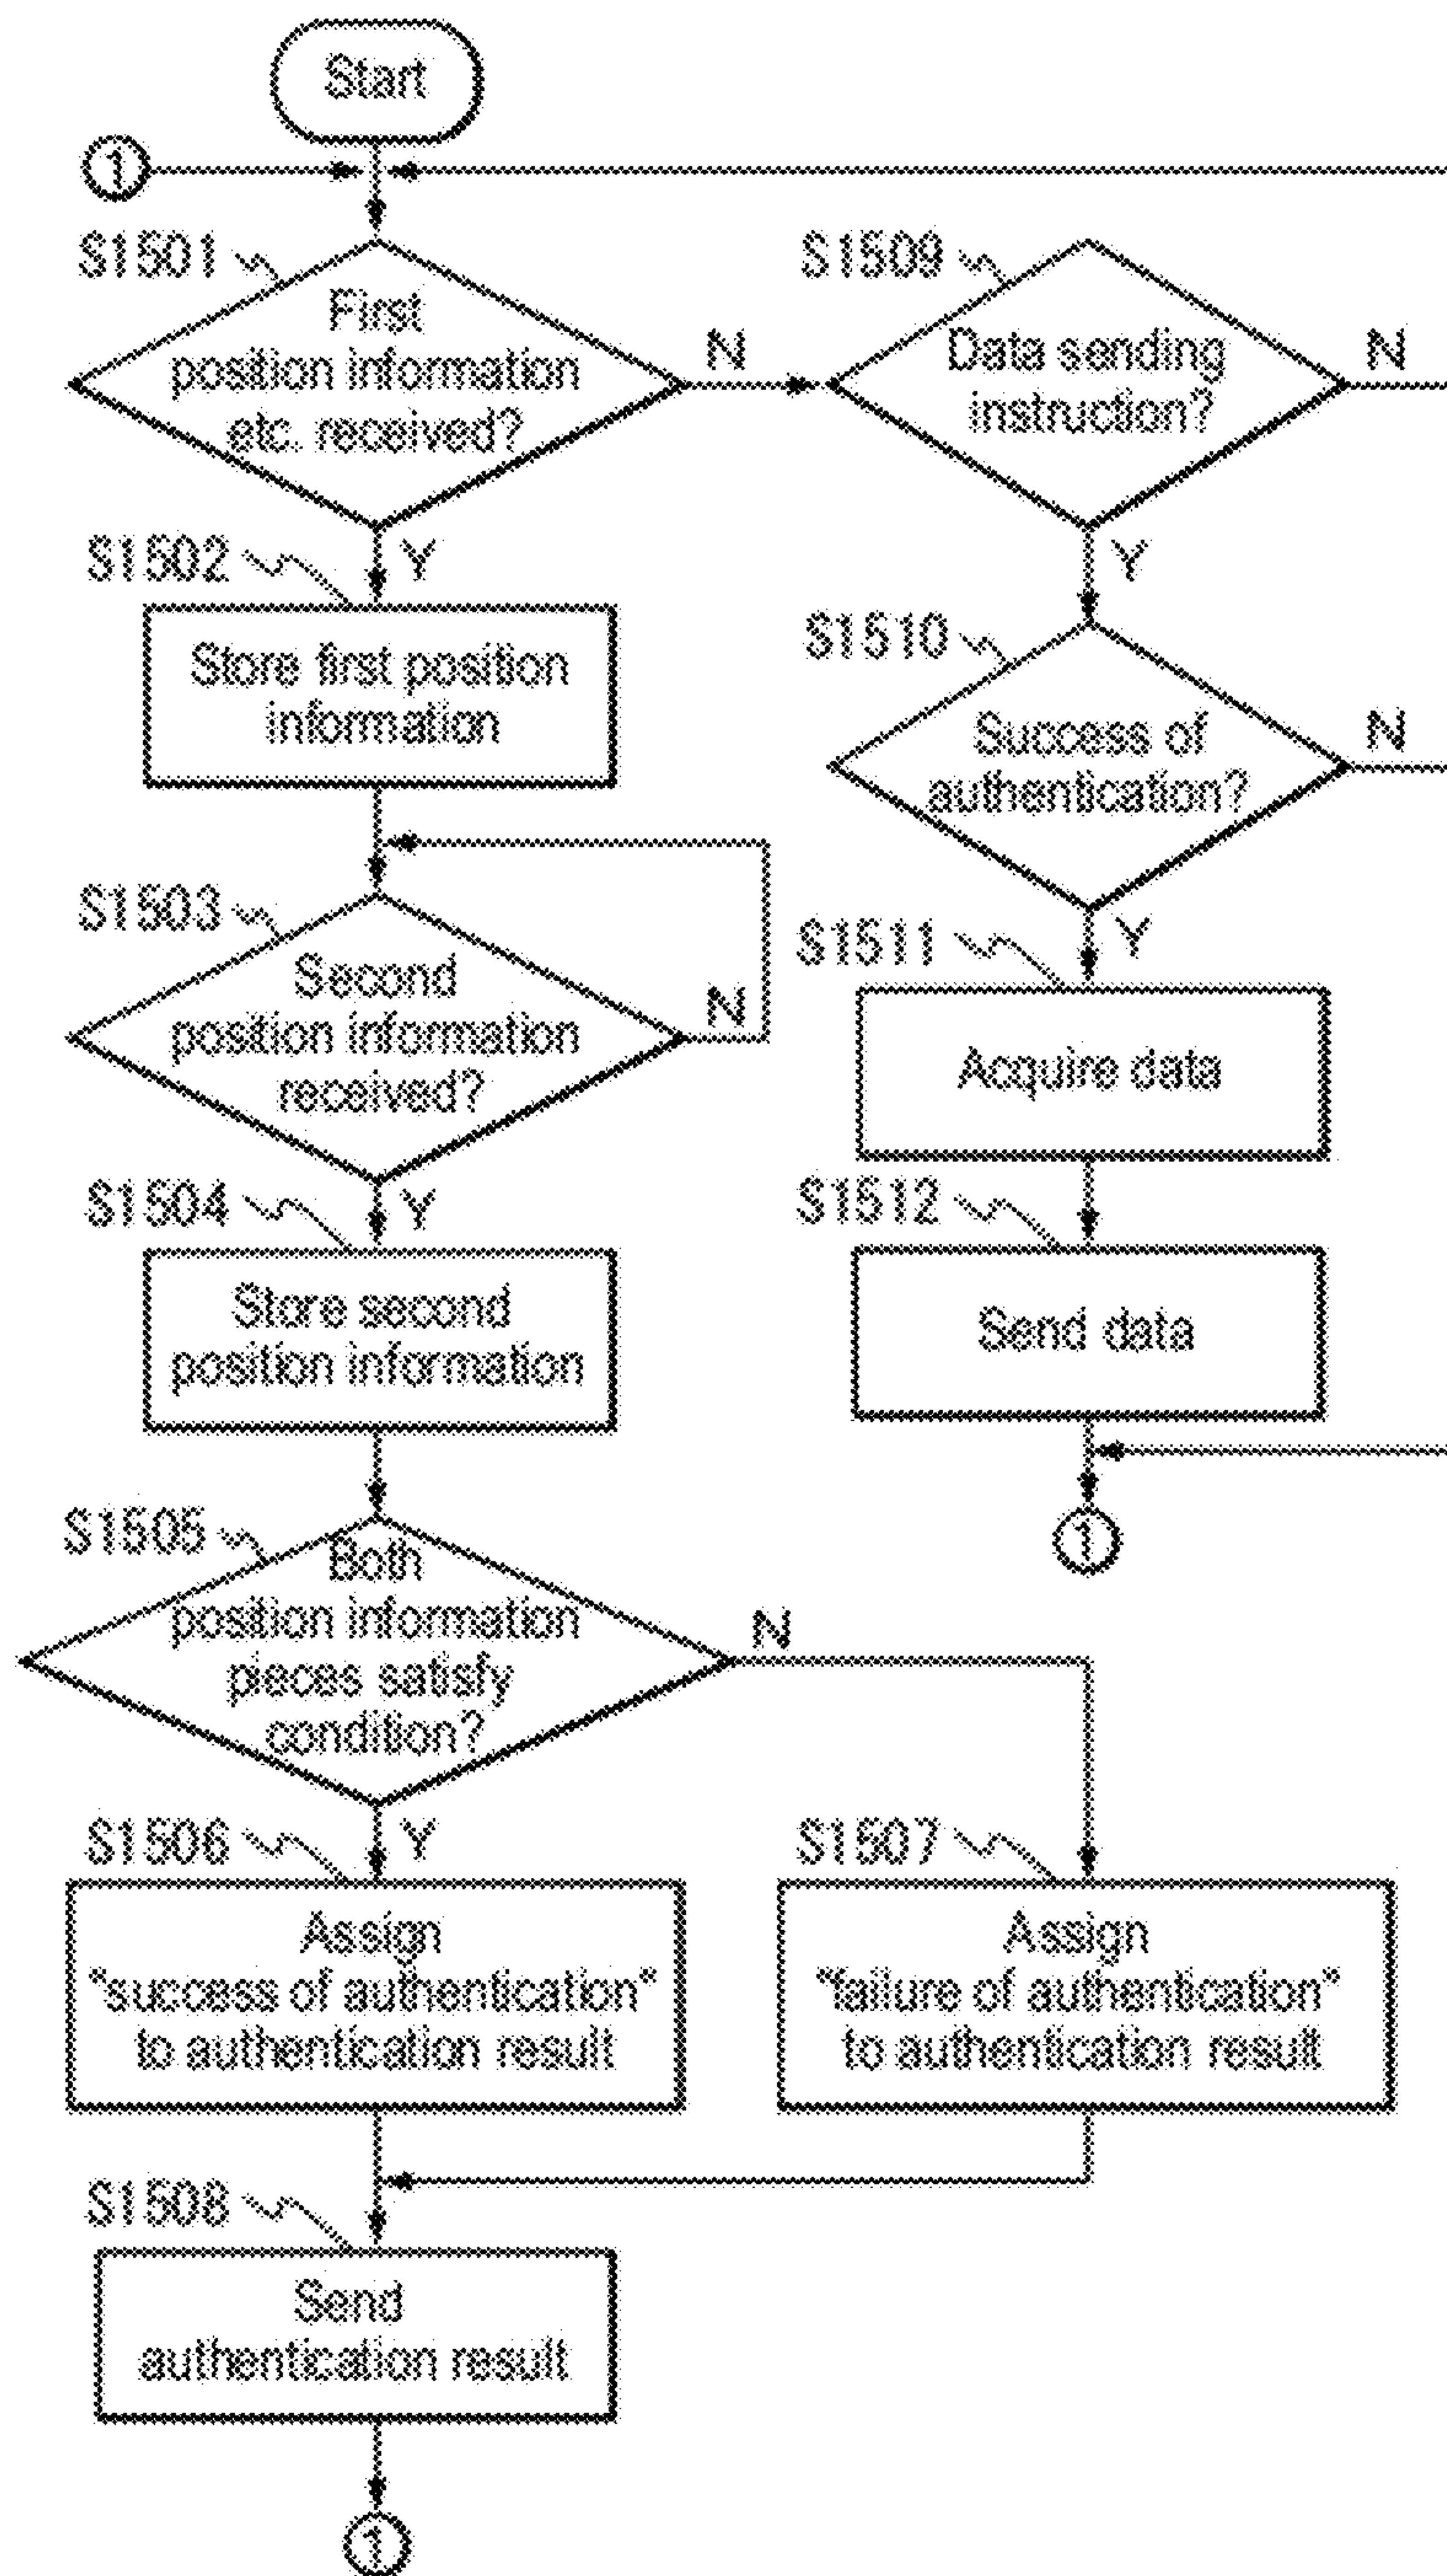 Start
1
S1501
First
position information
etc. received?
N
Y
S1502
Store first position
information
S1503
Second
position information
received?
N
Y
S1504
Store second
position information
S1505
Both
position information
pieces satisfy
condition?
N
Y
S1506
Assign
"success of authentication"
to authentication result
S1507
Assign
"failure of authentication"
to authentication result
S1508
Send
authentication result
1
S1509
Data sending
instruction?
N
Y
S1510
Success of
authentication?
N
Y
S1511
Acquire data
S1512
Send data
1